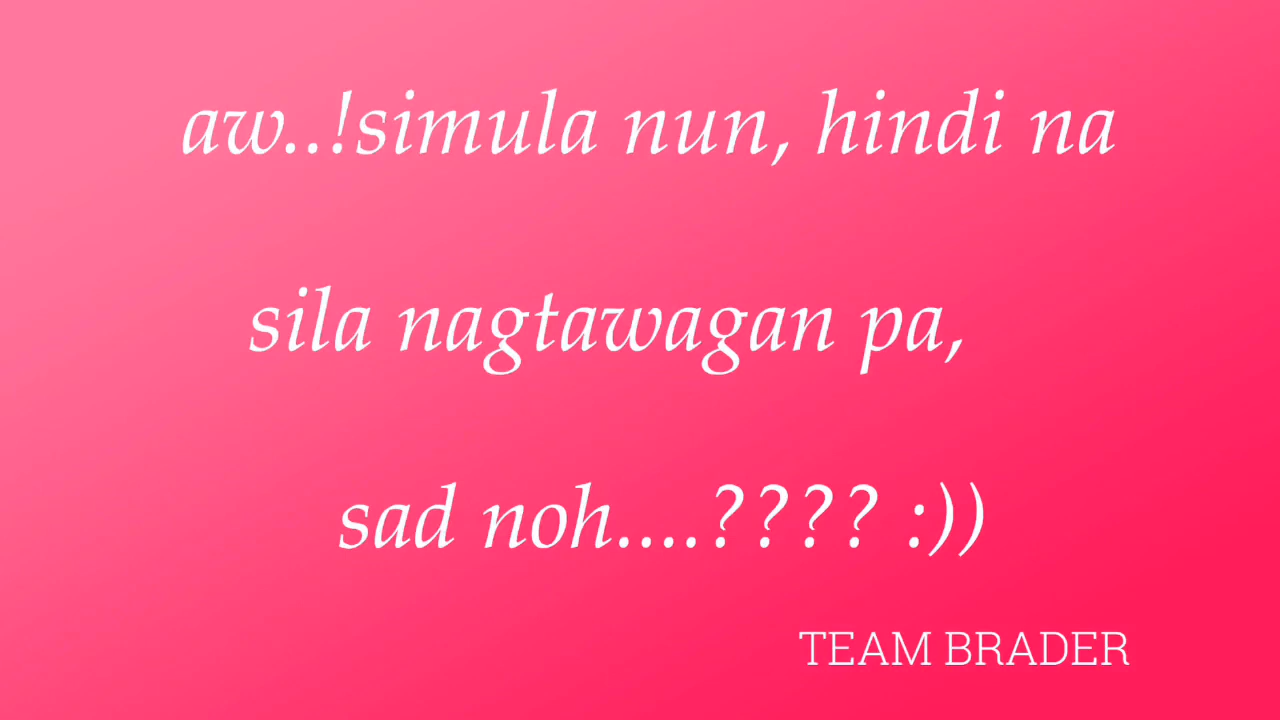 aw..!simula nun, hindi na
sila nagtawagan pa,
sad noh....???? :))
TEAM BRADER